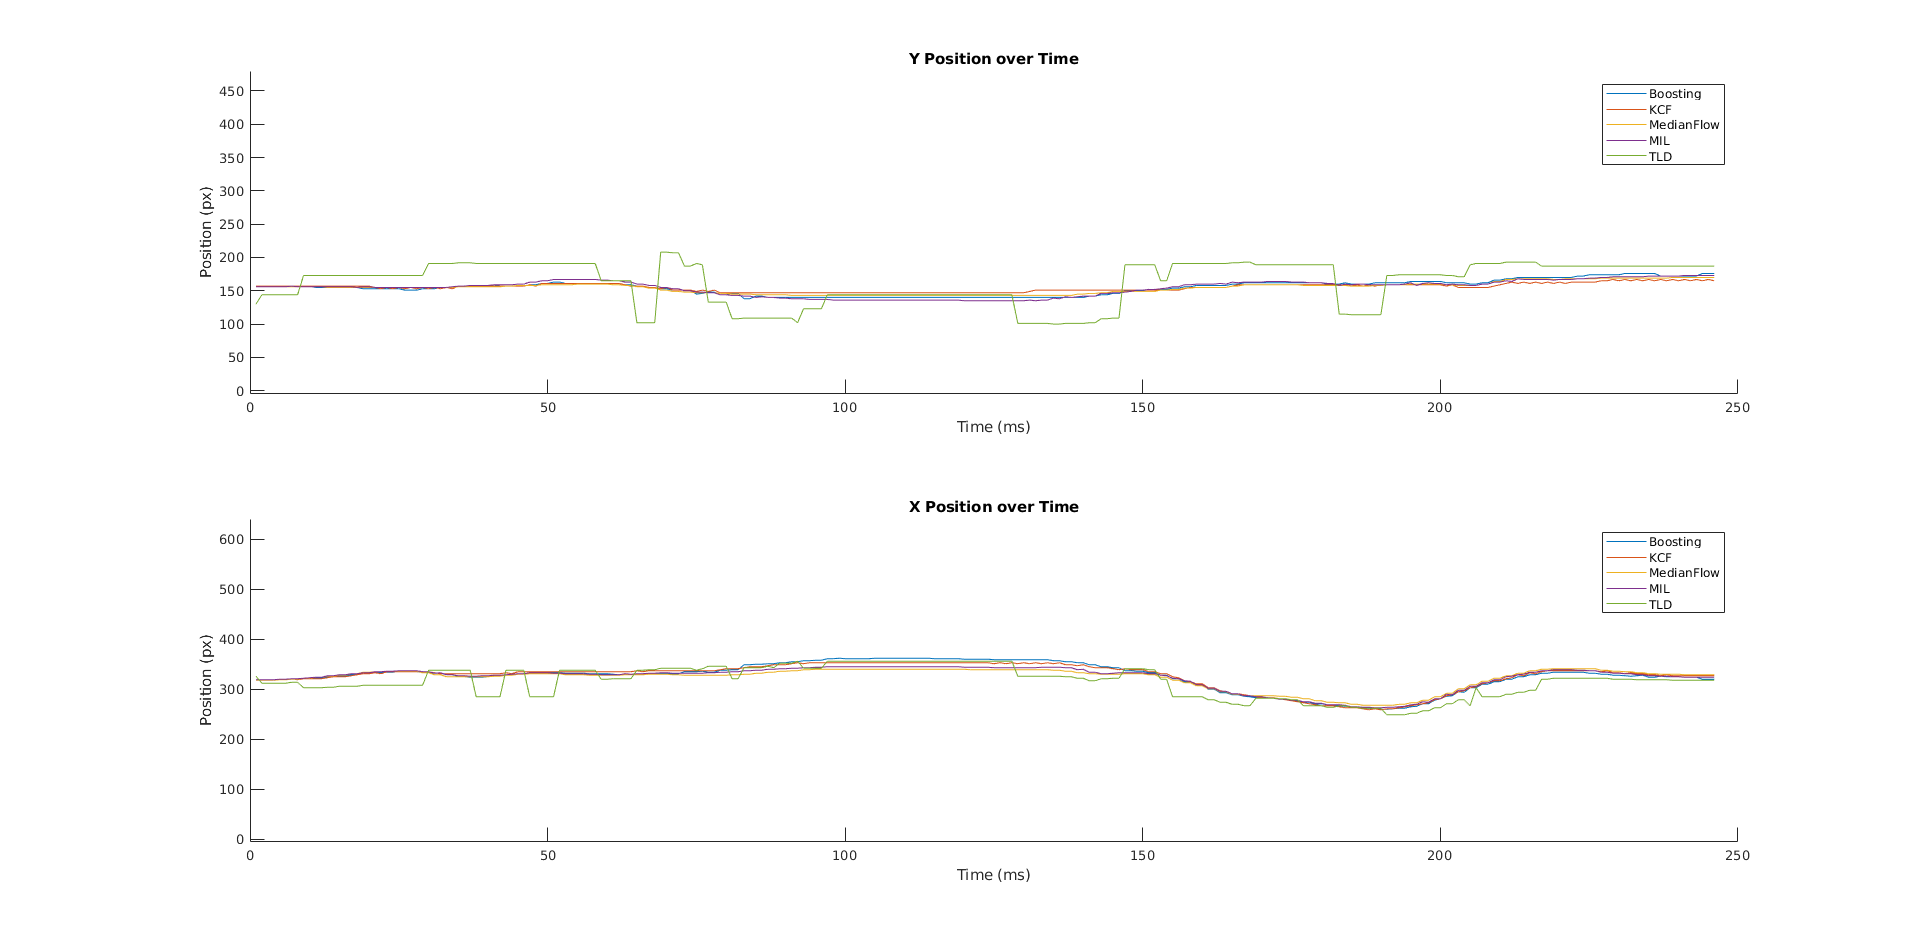 Y Position over Time
450
400
350
300
250
200
150
100
50
0
Position (px)
0 50 100 150 200 250
Time (ms)
Boosting
KCF
MedianFlow
MIL
TLD
X Position over Time
600
500
400
300
200
100
0
Position (px)
0 50 100 150 200 250
Time (ms)
Boosting
KCF
MedianFlow
MIL
TLD